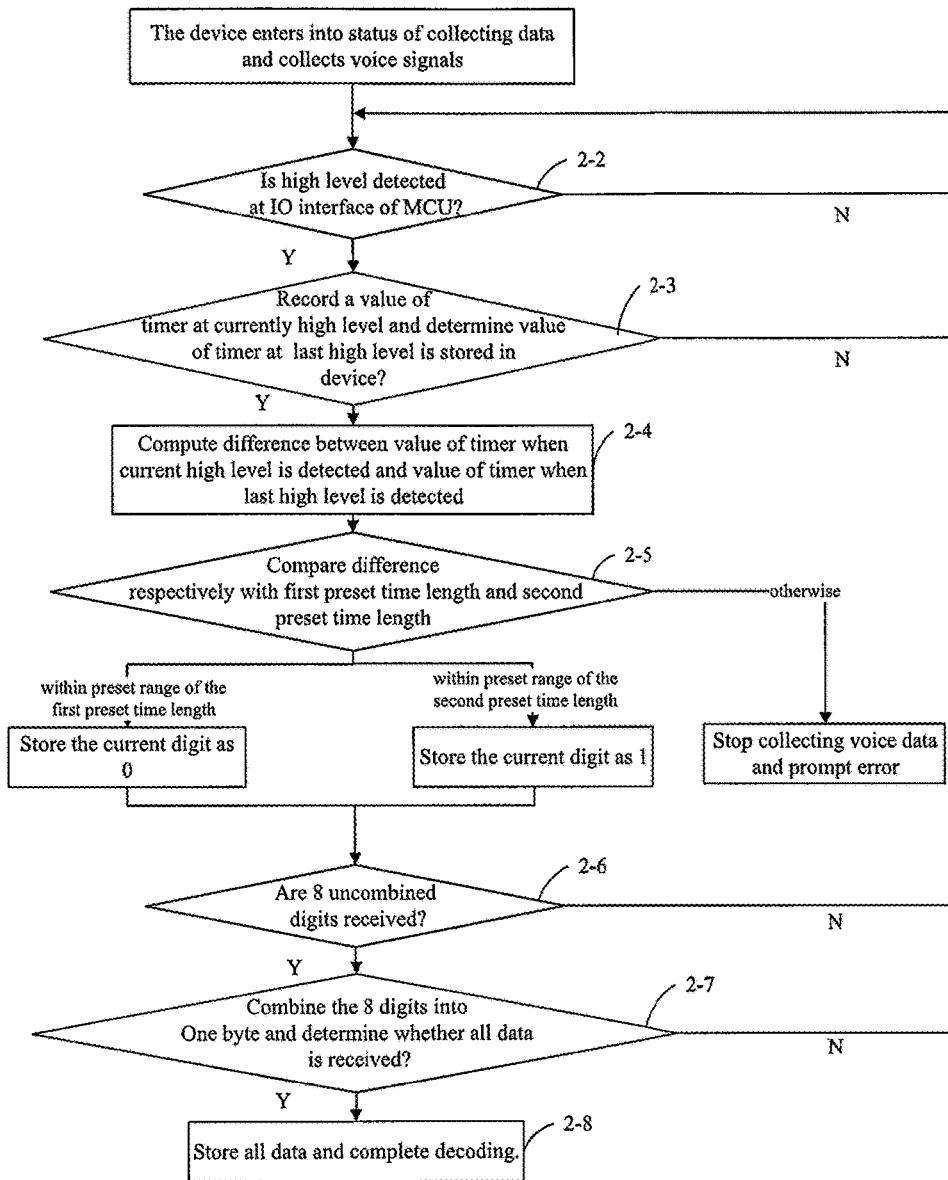 The device enters into status of collecting data
and collects voice signals
2-2
Is high level detected
at IO interface of MCU?
N
Y
2-3
Record a value of
timer at currently high level and determine value
of timer at last high level is stored in
device?
N
Y
2-4
Compute difference between value of timer when
current high level is detected and value of timer when
last high level is detected
2-5
Compare difference
respectively with first preset time length and second
preset time length
otherwise
within preset range of the
first preset time length
within preset range of the
second preset time length
Store the current digit as
0
Store the current digit as 1
Stop collecting voice data
and prompt error
2-6
Are 8 uncombined
digits received?
N
Y
2-7
Combine the 8 digits into
One byte and determine whether all data
is received?
N
Y
2-8
Store all data and complete decoding.